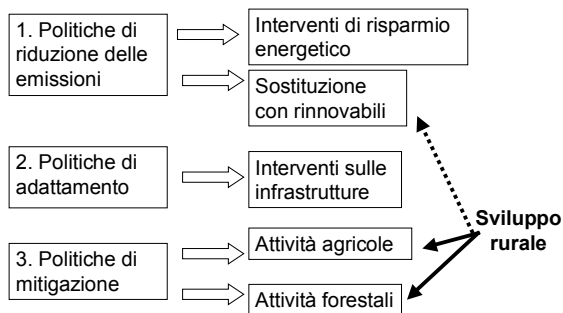 1. Politiche di
riduzione delle
emissioni
Interventi di risparmio
energetico
Sostituzione
con rinnovabili
2. Politiche di
adattamento
Interventi sulle
infrastrutture
3. Politiche di
mitigazione
Attività agricole
Attività forestali
Sviluppo
rurale